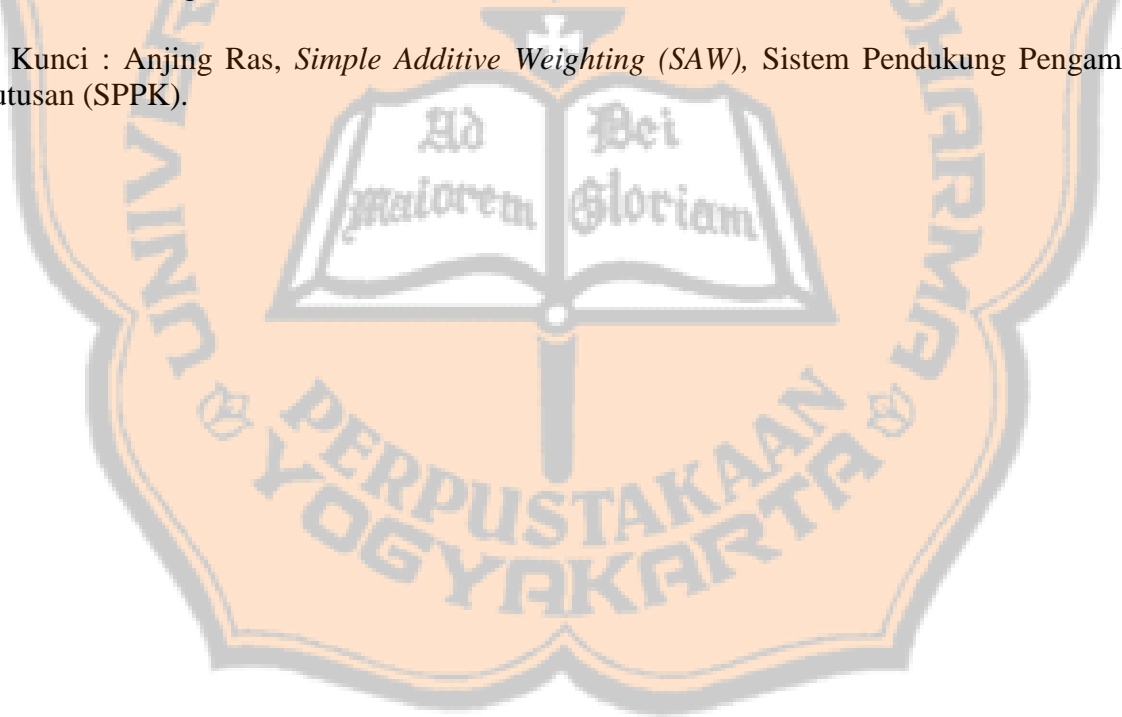 Kunci : Anjing Ras, Simple Additive Weighting (SAW), Sistem Pendukung Pengam
utusan (SPPK).
Ad Dei
maiorem Gloriam
PERPUSTAKAAN
YOGYAKARTA